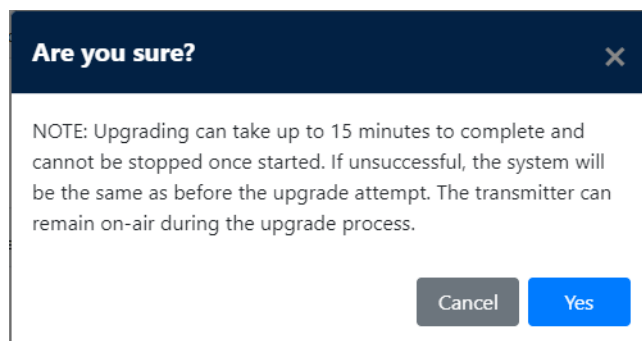 Are you sure?
×
NOTE: Upgrading can take up to 15 minutes to complete and
cannot be stopped once started. If unsuccessful, the system will
be the same as before the upgrade attempt. The transmitter can
remain on-air during the upgrade process.
Cancel
Yes